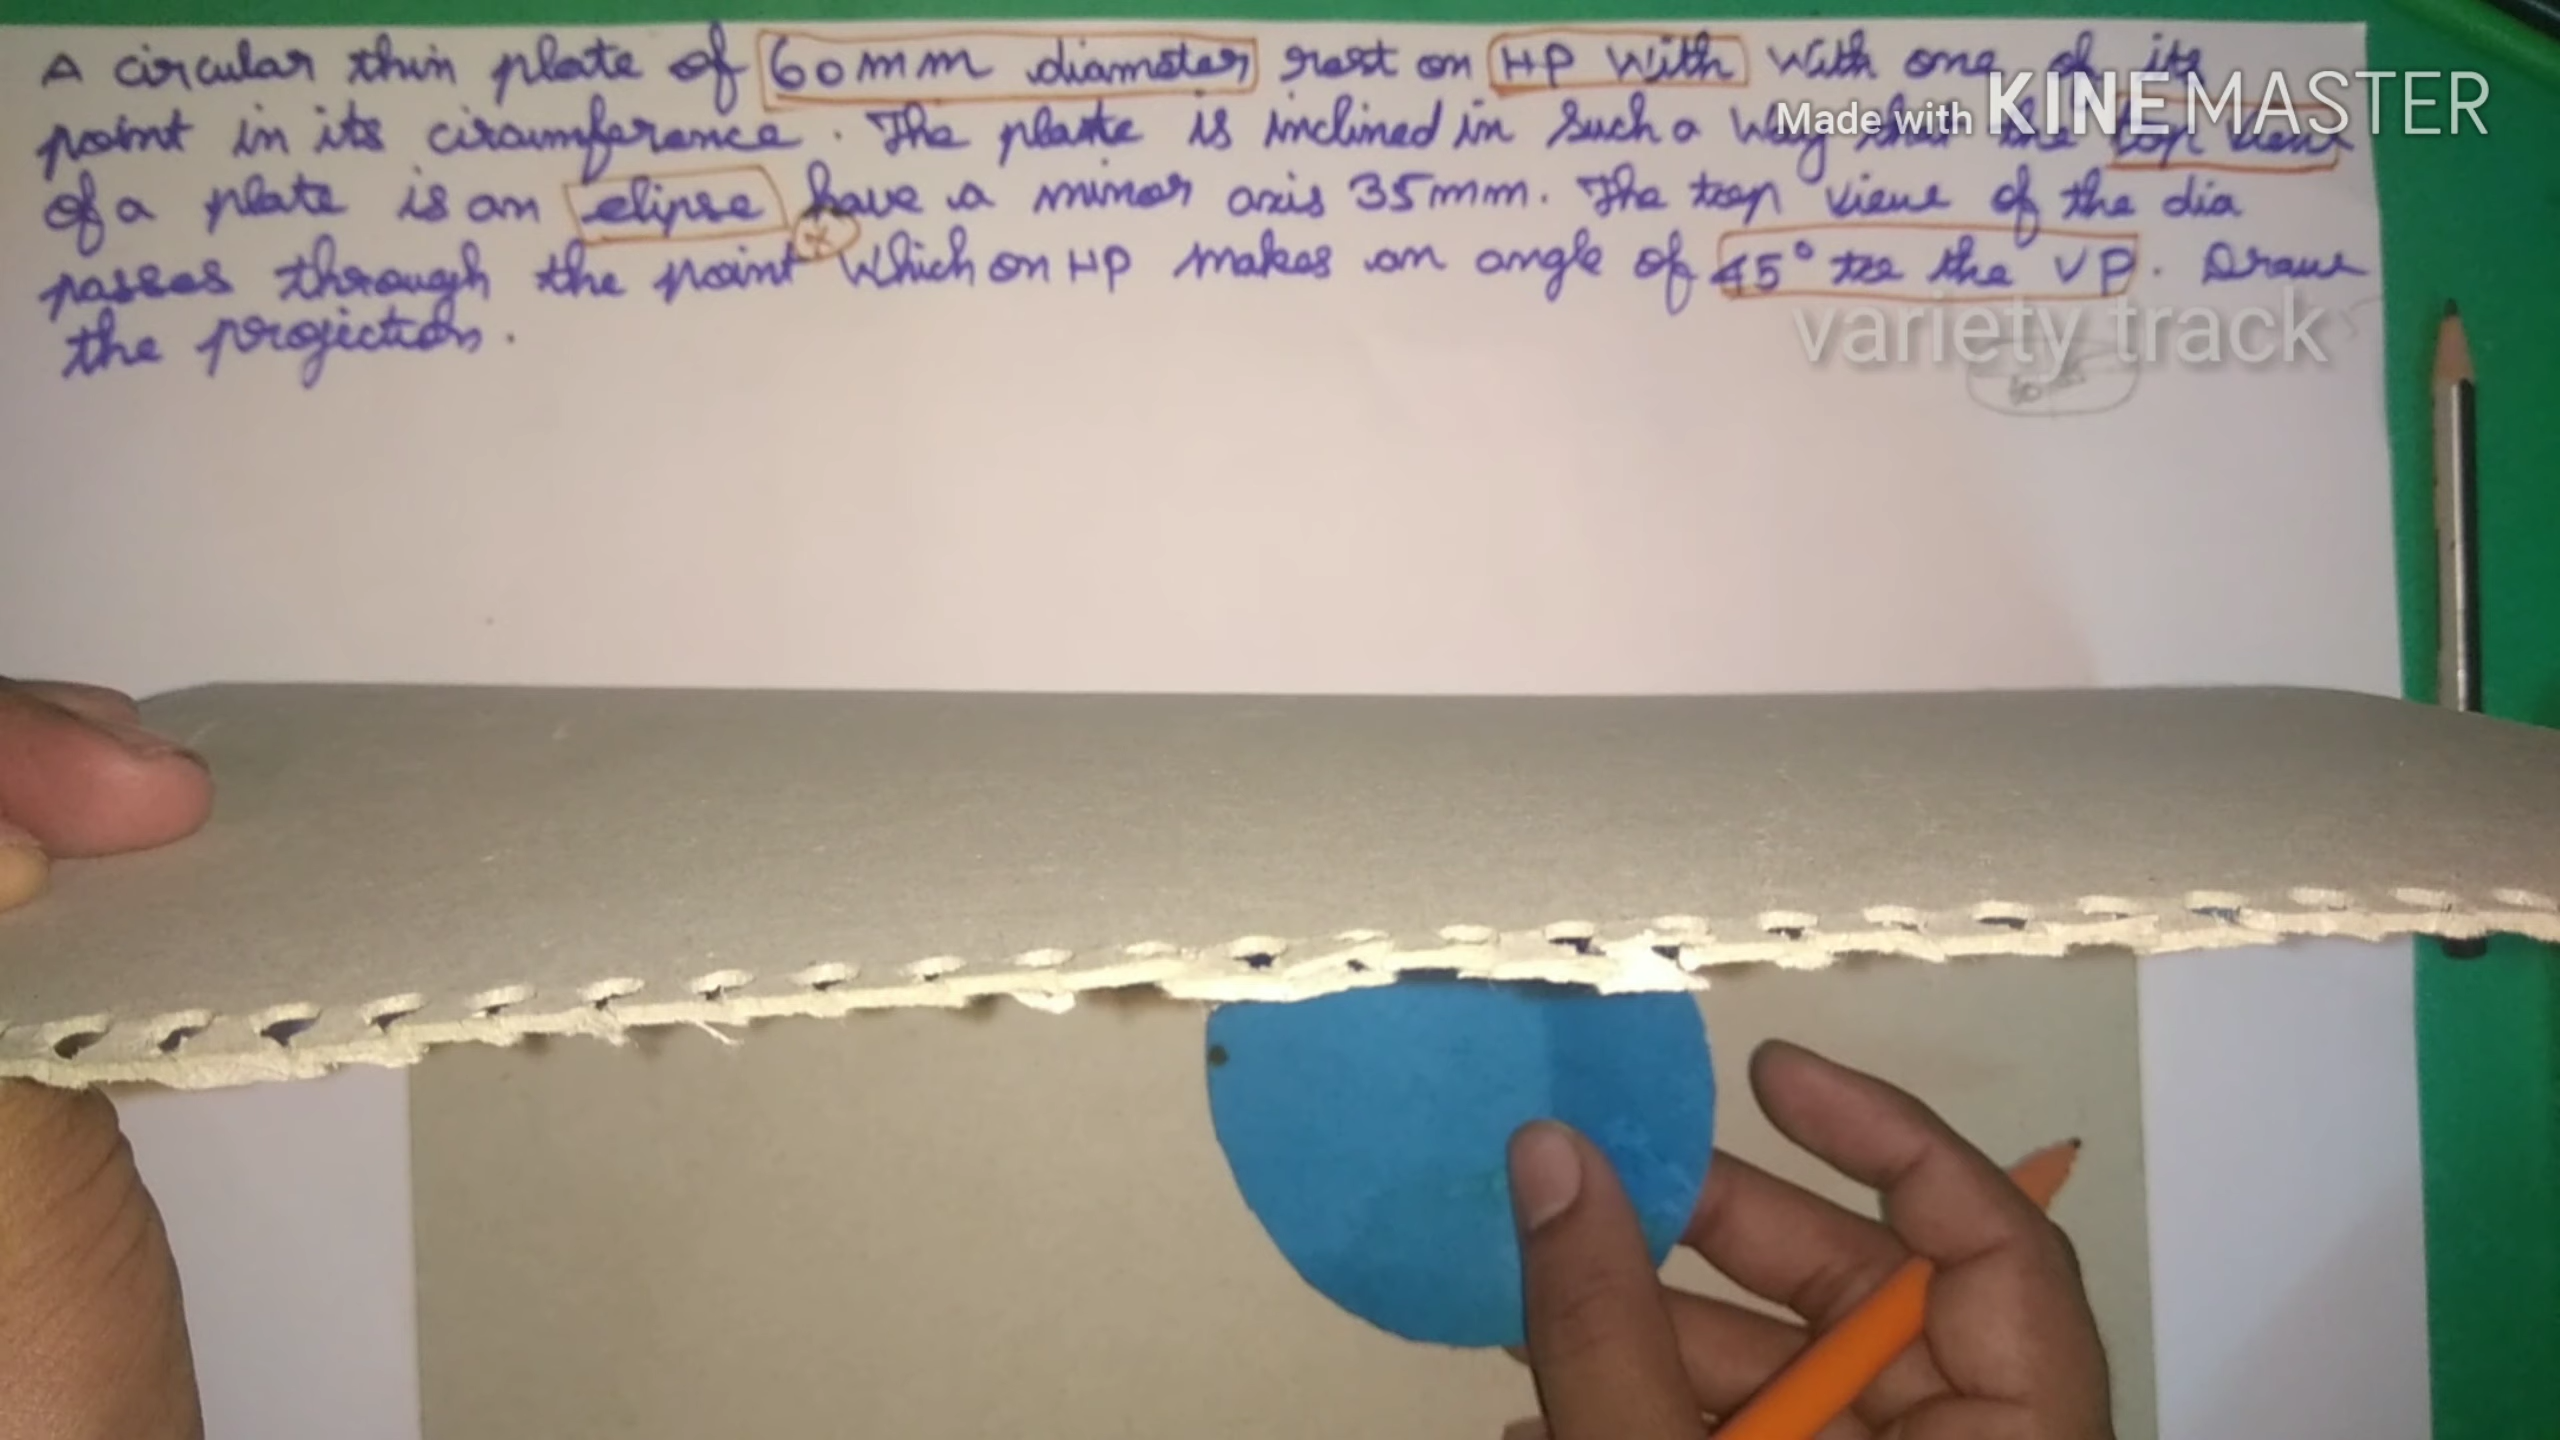 A circular thin plate of 60mm diameter rest on HP with with one of its
point in its circumference. The plate is inclined in such a way that the top view
of a plate is an elipse have a minor axis 35mm. The top view of the dia
passes through the point which on HP makes an angle of 45° to the VP. Draw
the projection.
Made with KINEMASTER
variety track